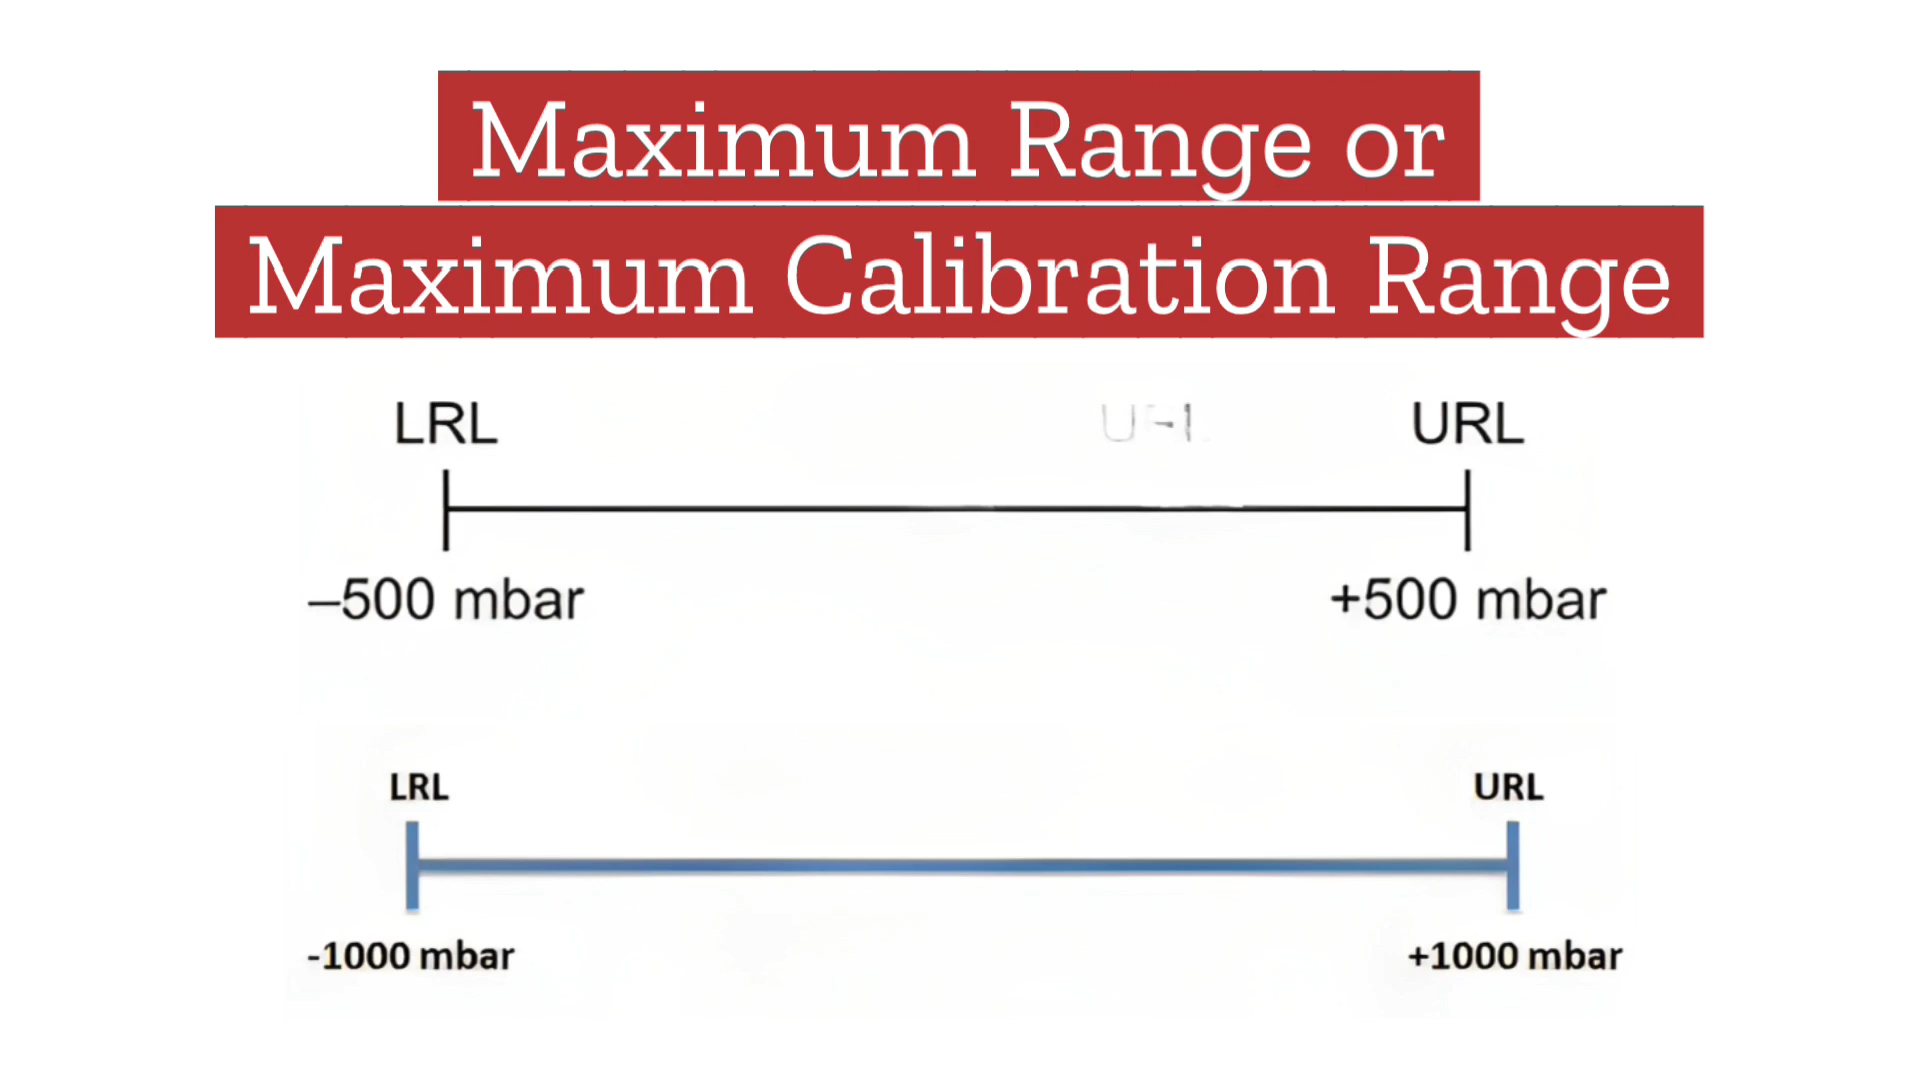 Maximum Range or
Maximum Calibration Range
LRL URL
–500 mbar +500 mbar
LRL URL
-1000 mbar +1000 mbar